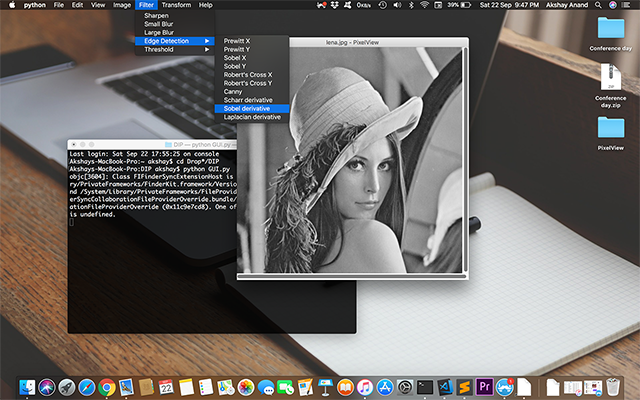 python File Edit View Image Filter Transform Help 0KB/s 39% Sat 22 Sep 9:47 PM Akshay Anand
Sharpen
Small Blur
Large Blur
Edge Detection
Threshold
Prewitt X
Prewitt Y
Sobel X
Sobel Y
Robert's Cross X
Robert's Cross Y
Canny
Scharr derivative
Sobel derivative
Laplacian derivative
lena.jpg - PixelView
Conference day
Conference
day.zip
PixelView
DIP — python GUI.py
Last login: Sat Sep 22 17:55:25 on console
Akshays-MacBook-Pro:~ akshay$ cd Drop*/DIP
Akshays-MacBook-Pro:DIP akshay$ python GUI.py
objc[3604]: Class FIFinderSyncExtensionHost is
ry/PrivateFrameworks/FinderKit.framework/Versio
nd /System/Library/PrivateFrameworks/FileProvid
erSyncCollaborationFileProviderOverride.bundle/
ationFileProviderOverride (0x11c9e7cd8). One of
is undefined.
22
Pr